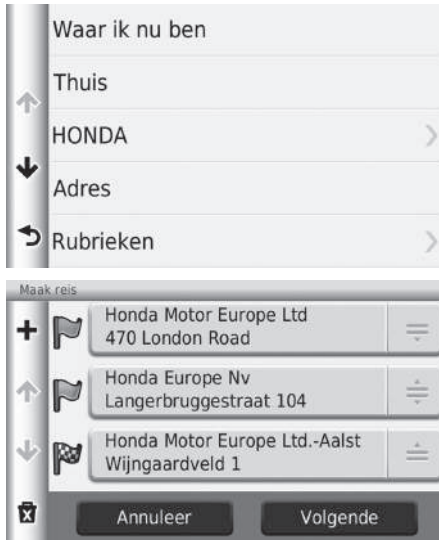 Waar ik nu ben
Thuis
HONDA
Adres
Rubrieken
Maak reis
Honda Motor Europe Ltd
470 London Road
Honda Europe Nv
Langerbruggestraat 104
Honda Motor Europe Ltd.-Aalst
Wijngaardveld 1
Annuleer
Volgende